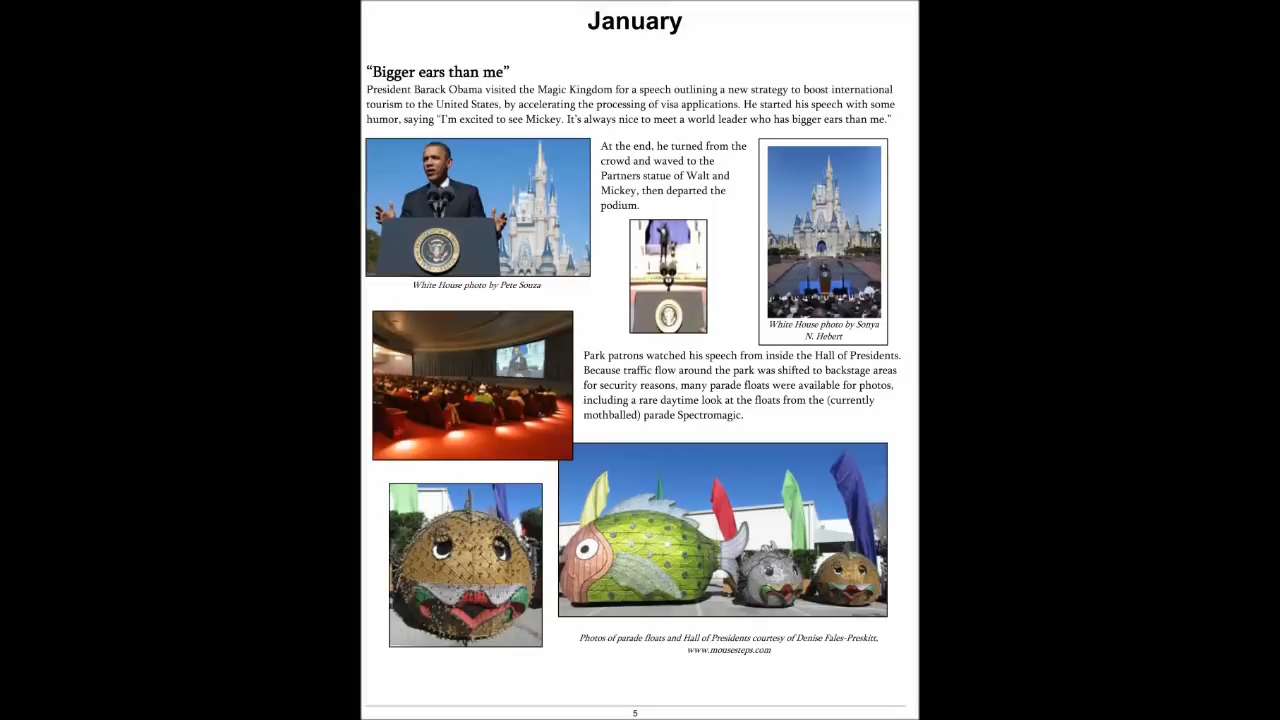 January
“Bigger ears than me”
President Barack Obama visited the Magic Kingdom for a speech outlining a new strategy to boost international
tourism to the United States, by accelerating the processing of visa applications. He started his speech with some
humor, saying “I'm excited to see Mickey. It's always nice to meet a world leader who has bigger ears than me.”
At the end, he turned from the
crowd and waved to the
Partners statue of Walt and
Mickey, then departed the
podium.
White House photo by Pete Souza
White House photo by Sonya
N. Hebert
Park patrons watched his speech from inside the Hall of Presidents.
Because traffic flow around the park was shifted to backstage areas
for security reasons, many parade floats were available for photos,
including a rare daytime look at the floats from the (currently
mothballed) parade Spectromagic.
Photos of parade floats and Hall of Presidents courtesy of Denise Fales-Preskitt,
www.mousesteps.com
5